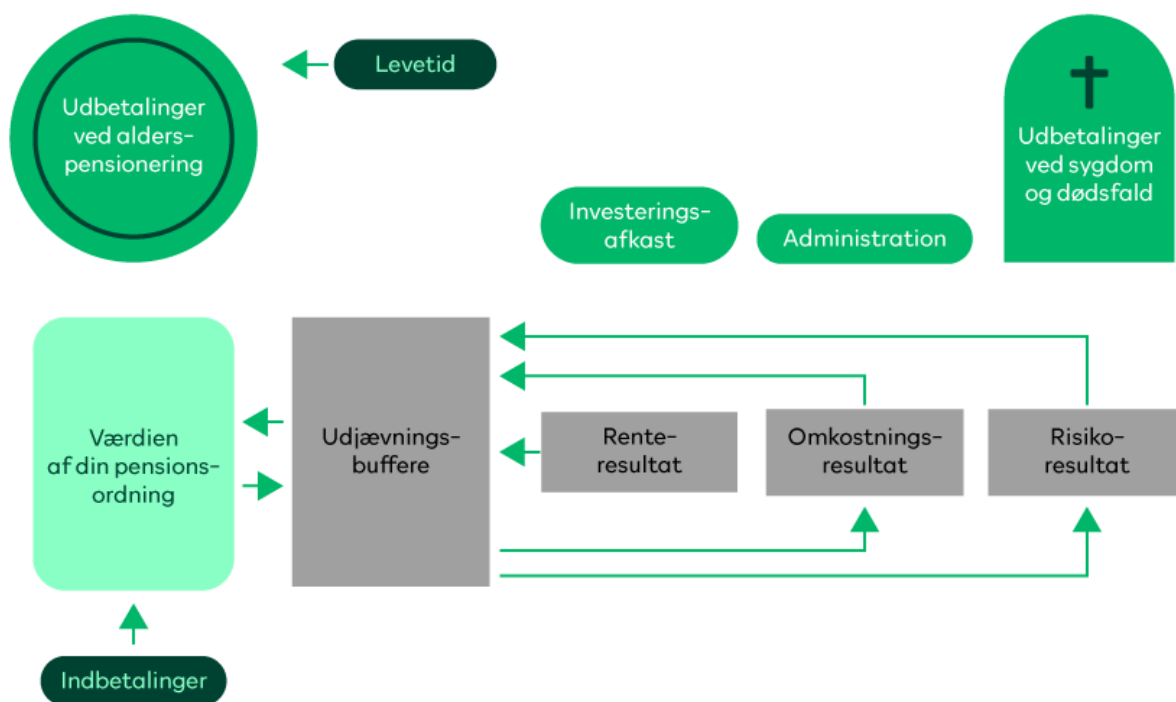 Udbetalinger
ved alders-
pensionering
Levetid
Udbetalinger
ved sygdom
og dødsfald
Investerings-
afkast
Administration
Værdien
af din pensions-
ordning
Udjævnings-
buffere
Rente-
resultat
Omkostnings-
resultat
Risiko-
resultat
Indbetalinger